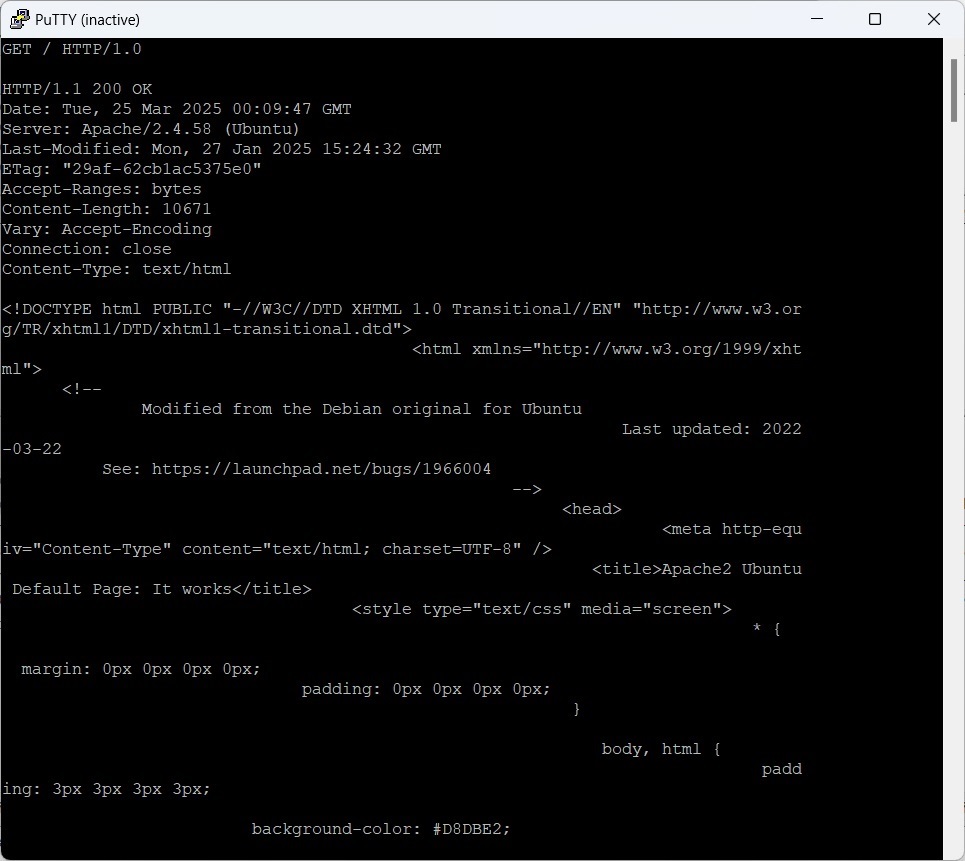 PuTTY (inactive)
GET / HTTP/1.0
HTTP/1.1 200 OK
Date: Tue, 25 Mar 2025 00:09:47 GMT
Server: Apache/2.4.58 (Ubuntu)
Last-Modified: Mon, 27 Jan 2025 15:24:32 GMT
ETag: "29af-62cb1ac5375e0"
Accept-Ranges: bytes
Content-Length: 10671
Vary: Accept-Encoding
Connection: close
Content-Type: text/html
<!DOCTYPE html PUBLIC "-//W3C//DTD XHTML 1.0 Transitional//EN" "http://www.w3.or
g/TR/xhtml1/DTD/xhtml1-transitional.dtd">
<html xmlns="http://www.w3.org/1999/xht
ml">
<!--
Modified from the Debian original for Ubuntu
Last updated: 2022
-03-22
See: https://launchpad.net/bugs/1966004
-->
<head>
<meta http-equ
iv="Content-Type" content="text/html; charset=UTF-8" />
<title>Apache2 Ubuntu
Default Page: It works</title>
<style type="text/css" media="screen">
* {
margin: 0px 0px 0px 0px;
padding: 0px 0px 0px 0px;
}
body, html {
padd
ing: 3px 3px 3px 3px;
background-color: #D8DBE2;